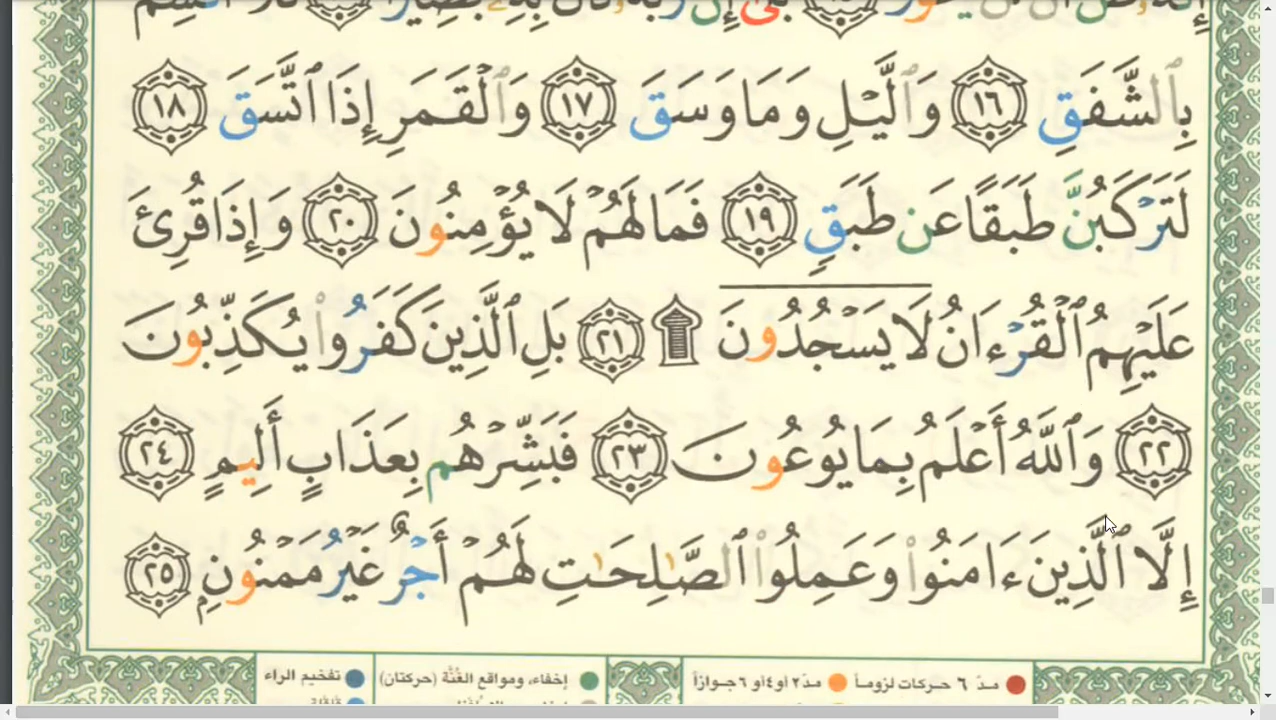 بِٱلشَّفَقِ ١٦ وَٱلَّيْلِ وَمَا وَسَقَ ١٧ وَٱلْقَمَرِ إِذَا ٱتَّسَقَ ١٨
لَتَرْكَبُنَّ طَبَقًا عَن طَبَقٍ ١٩ فَمَا لَهُمْ لَا يُؤْمِنُونَ ٢٠ وَإِذَا قُرِئَ
عَلَيْهِمُ ٱلْقُرْءَانُ لَا يَسْجُدُونَ ۩ ٢١ بَلِ ٱلَّذِينَ كَفَرُوا۟ يُكَذِّبُونَ
٢٢ وَٱللَّهُ أَعْلَمُ بِمَا يُوعُونَ ٢٣ فَبَشِّرْهُم بِعَذَابٍ أَلِيمٍ ٢٤
إِلَّا ٱلَّذِينَ ءَامَنُوا۟ وَعَمِلُوا۟ ٱلصَّٰلِحَٰتِ لَهُمْ أَجْرٌ غَيْرُ مَمْنُونٍۭ ٢٥
مدّ ٦ حركات لزوماً مدّ ٢ او ٤ او ٦ جوازاً إخفاء، ومواقع الغُنَّة (حركتان) تفخيم الراء